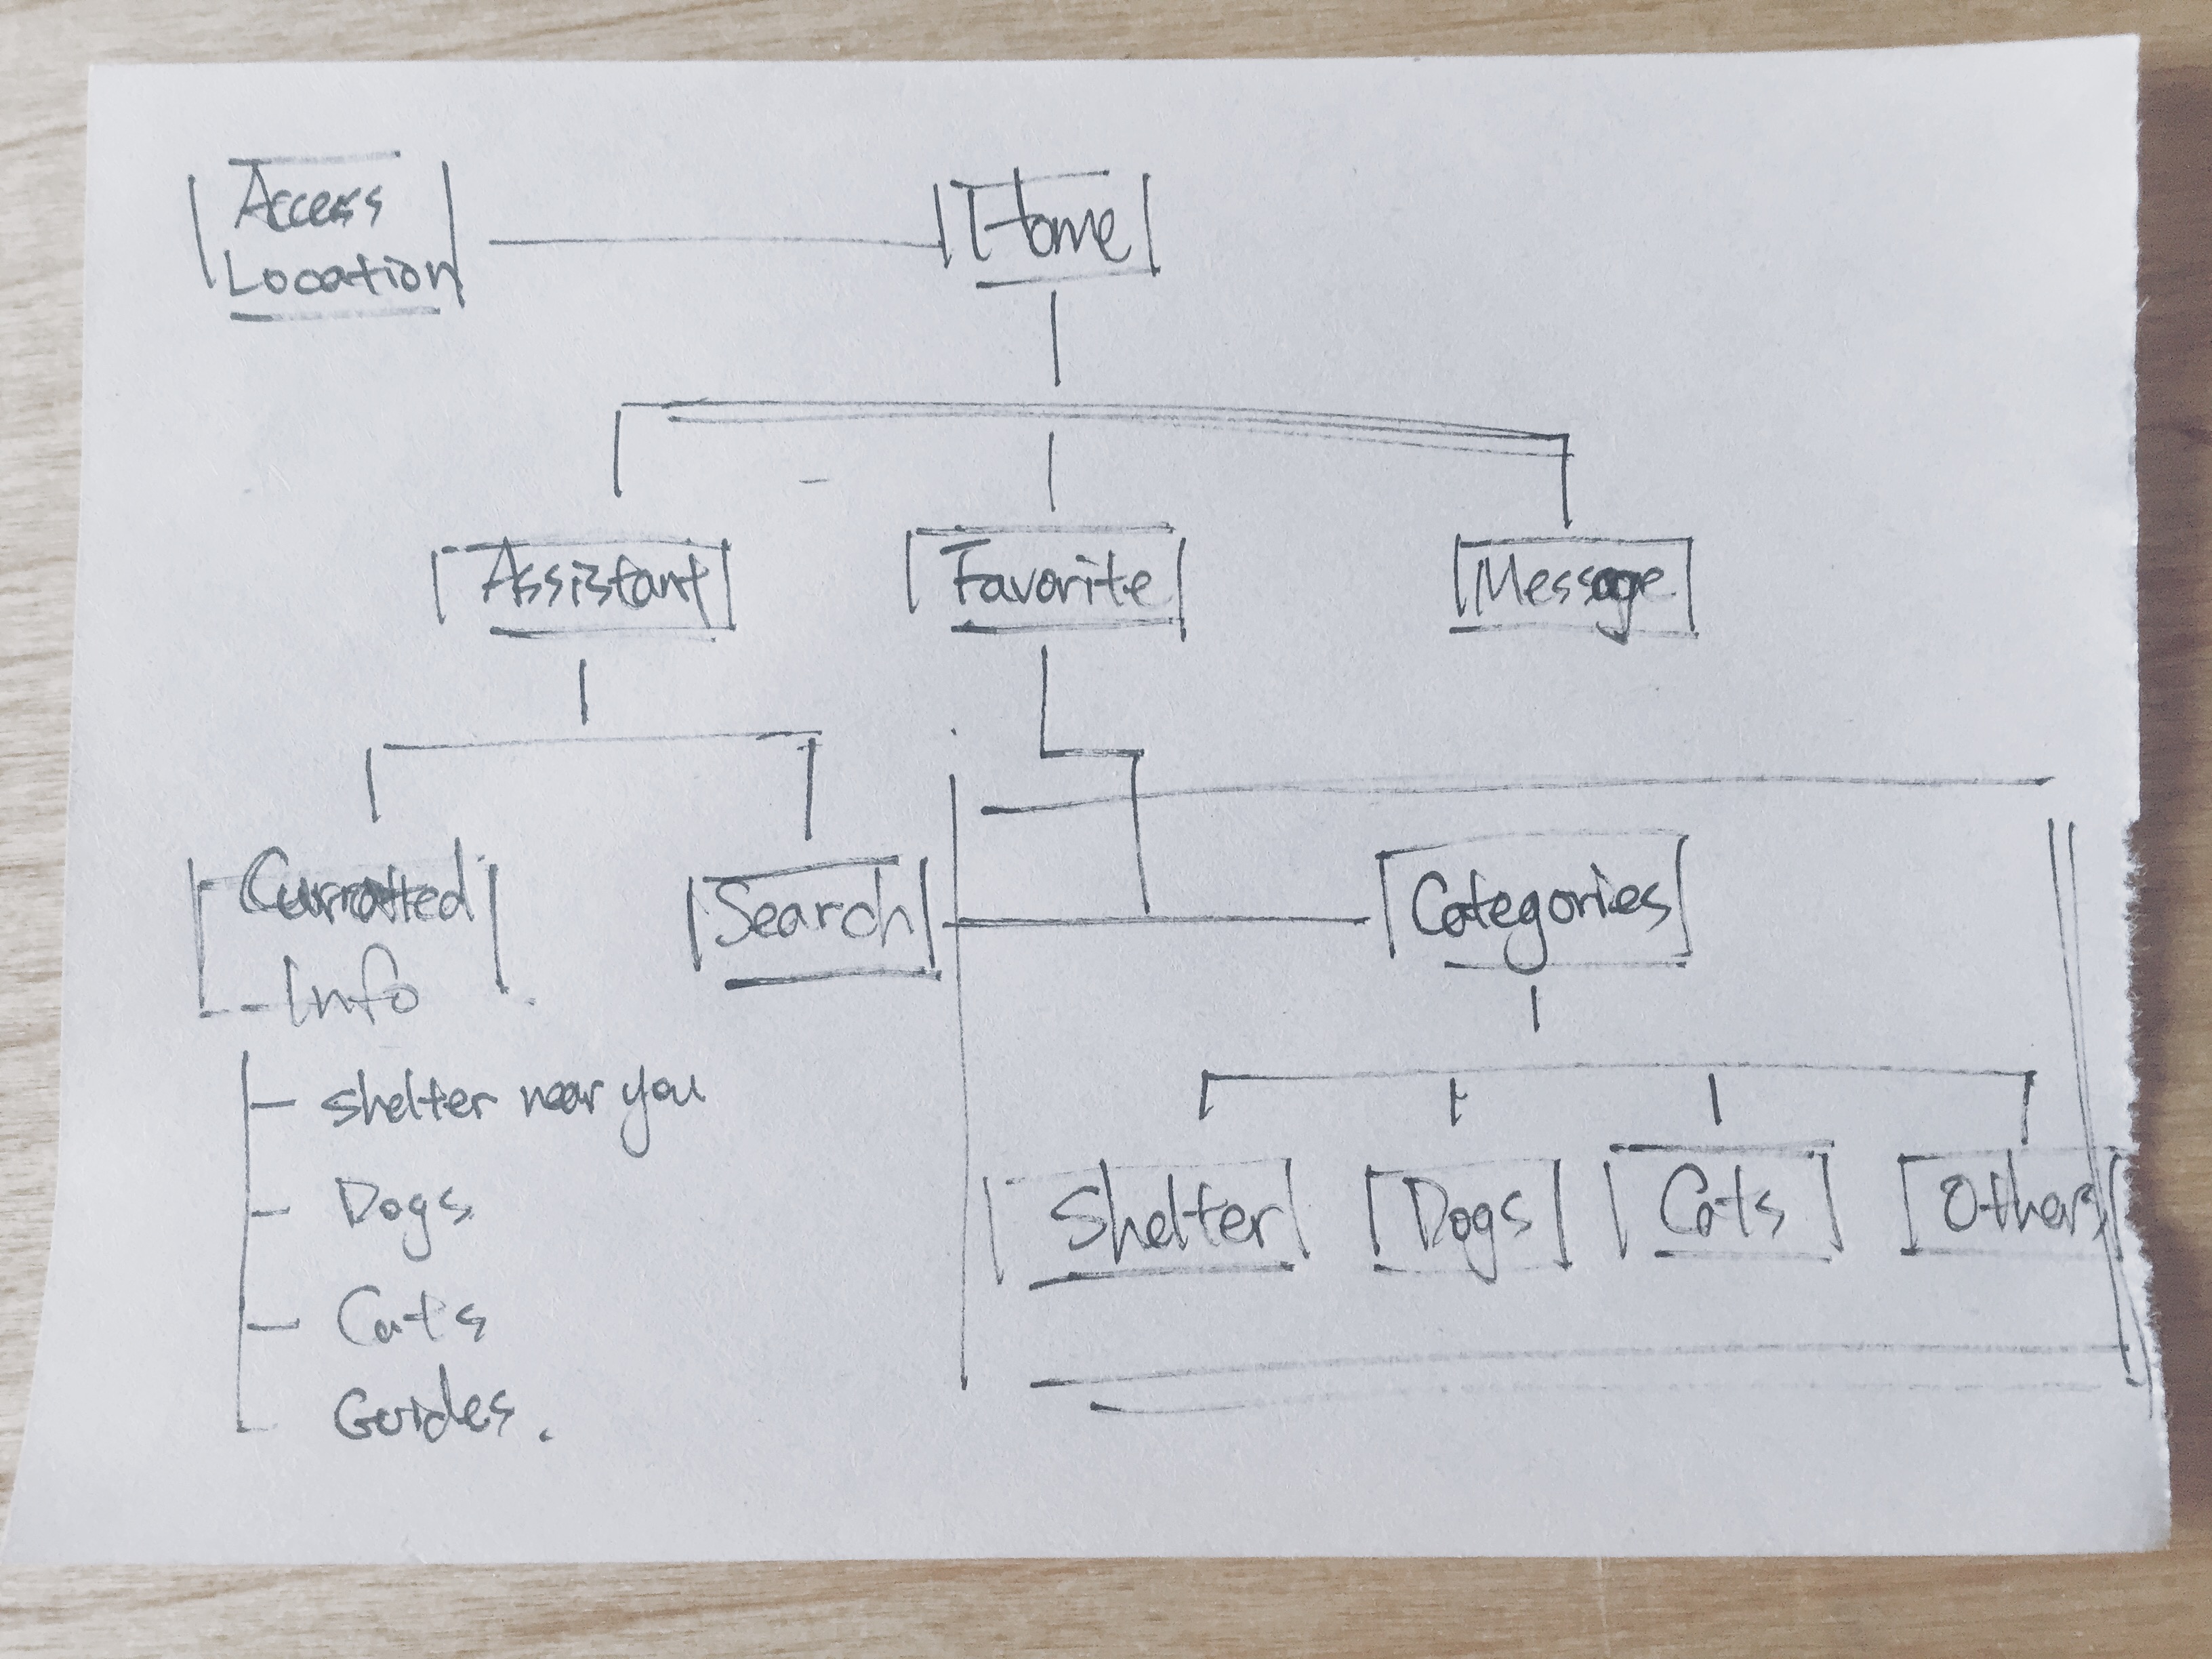 Access
Location
Home
Assistant
Favorite
Message
Currated
Info
Search
Categories
shelter near you
Dogs
Cats
Guides.
Shelter
Dogs
Cats
Others